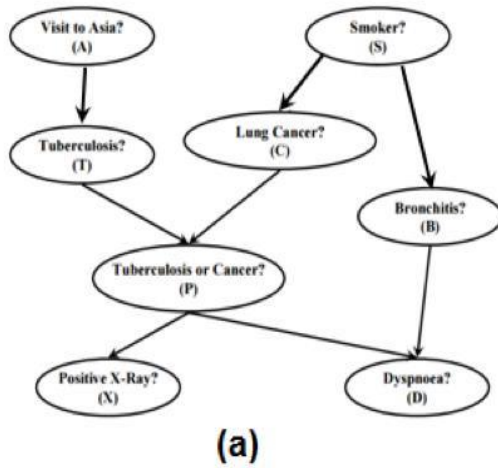 Visit to Asia?
(A)
Smoker?
(S)
Tuberculosis?
(T)
Lung Cancer?
(C)
Bronchitis?
(B)
Tuberculosis or Cancer?
(P)
Positive X-Ray?
(X)
Dyspnoea?
(D)
(a)